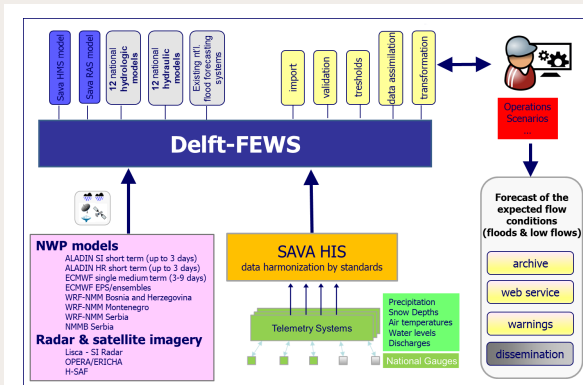 Sava HMS model
Sava RAS model
12 national
hydrologic
models
12 national
hydraulic
models
Existing nt'l.
flood forecasting
systems
import
validation
tresholds
data assimilation
transformation
Delft-FEWS
Operations
Scenarios
...
NWP models
ALADIN SI short term (up to 3 days)
ALADIN HR short term (up to 3 days)
ECMWF single medium term (3-9 days)
ECMWF EPS/ensembles
WRF-NMM Bosnia and Herzegovina
WRF-NMM Montenegro
WRF-NMM Serbia
NMMB Serbia
Radar & satellite imagery
Lisca - SI Radar
OPERA/ERICHA
H-SAF
SAVA HIS
data harmonization by standards
Telemetry Systems
Precipitation
Snow Depths
Air temperatures
Water levels
Discharges
National Gauges
Forecast of the
expected flow
conditions
(floods & low flows)
archive
web service
warnings
dissemination